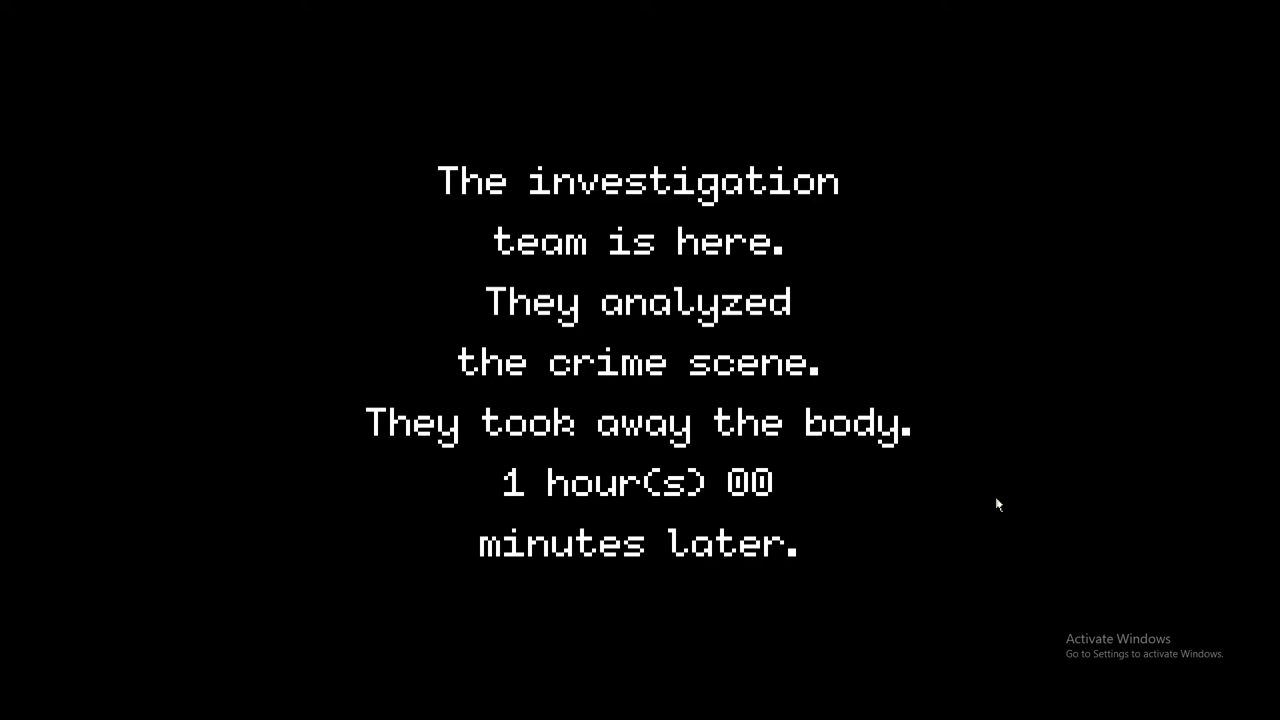 The investigation
team is here.
They analyzed
the crime scene.
They took away the body.
1 hour(s) 00
minutes later.
Activate Windows
Go to Settings to activate Windows.